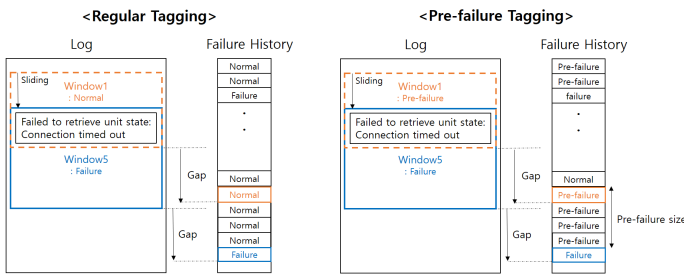 <Regular Tagging>
Log
Failure History
Sliding
Window1
: Normal
Failed to retrieve unit state:
Connection timed out
Window5
: Failure
Gap
Gap
Normal
Normal
Failure
Normal
Normal
Normal
Normal
Normal
Failure
<Pre-failure Tagging>
Log
Failure History
Sliding
Window1
: Pre-failure
Failed to retrieve unit state:
Connection timed out
Window5
: Failure
Gap
Gap
Pre-failure
Pre-failure
failure
Normal
Pre-failure
Pre-failure
Pre-failure
Pre-failure
Failure
Pre-failure size